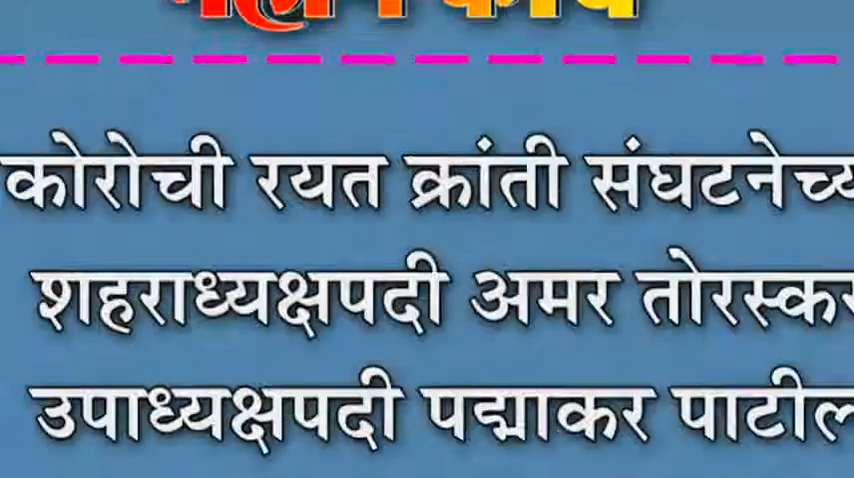 कोरोची रयत क्रांती संघटनेच्य
शहराध्यक्षपदी अमर तोरस्कर
उपाध्यक्षपदी पद्माकर पाटील